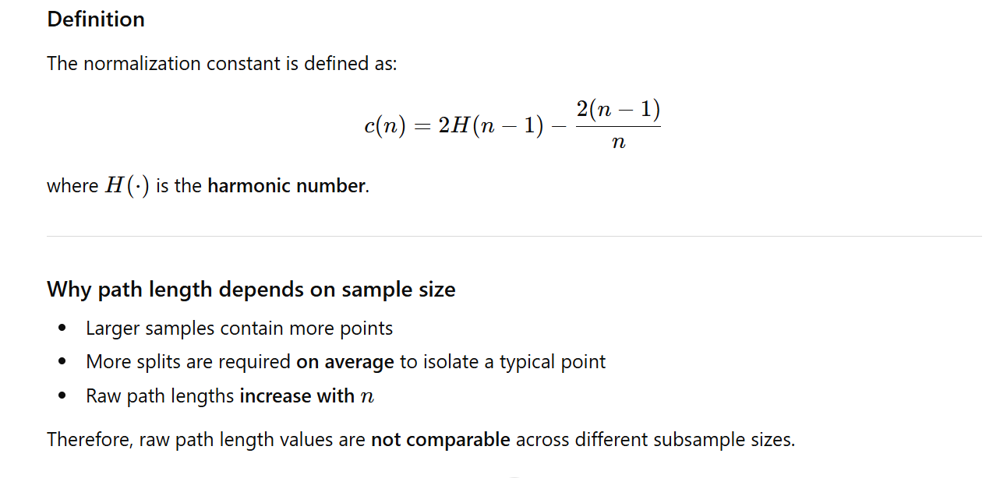 Definition
The normalization constant is defined as:
c(n) = 2H(n − 1) − 2(n − 1)/n
where H(·) is the harmonic number.
Why path length depends on sample size
• Larger samples contain more points
• More splits are required on average to isolate a typical point
• Raw path lengths increase with n
Therefore, raw path length values are not comparable across different subsample sizes.